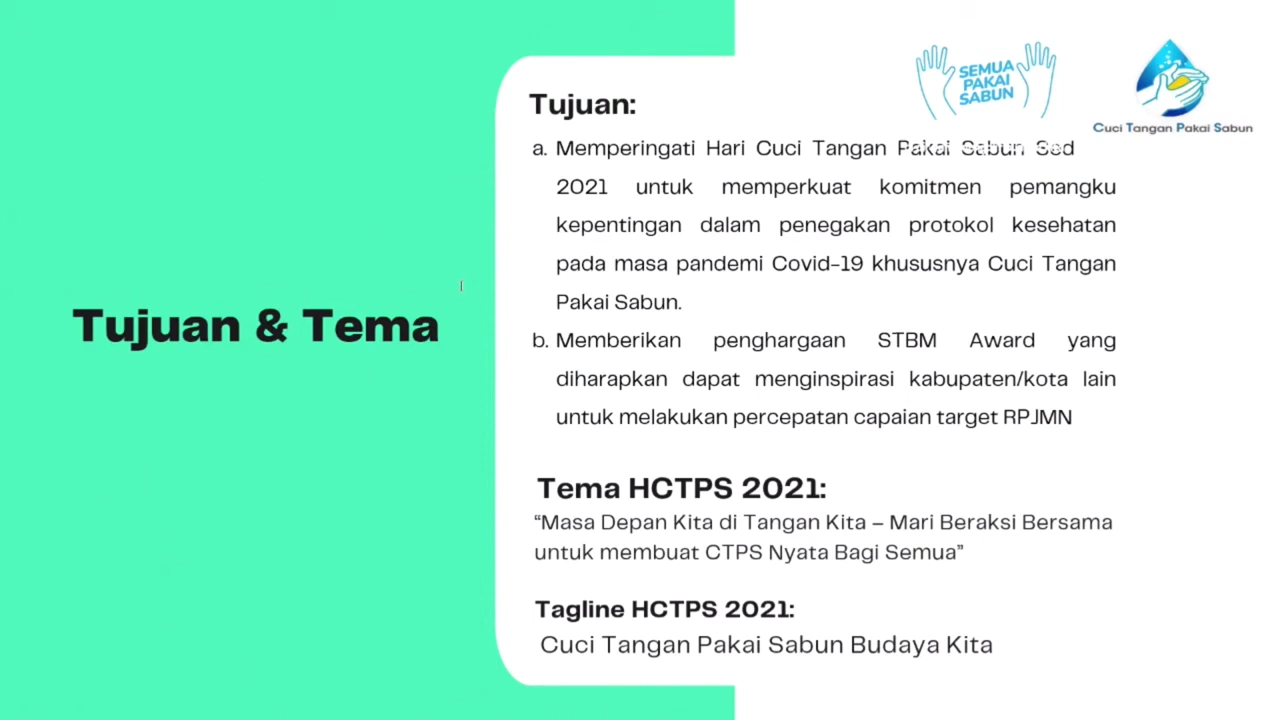 Tujuan & Tema
SEMUA
PAKAI
SABUN
Cuci Tangan Pakai Sabun
Tujuan:
a. Memperingati Hari Cuci Tangan Pakai Sabun Sed
2021 untuk memperkuat komitmen pemangku
kepentingan dalam penegakan protokol kesehatan
pada masa pandemi Covid-19 khususnya Cuci Tangan
Pakai Sabun.
b. Memberikan penghargaan STBM Award yang
diharapkan dapat menginspirasi kabupaten/kota lain
untuk melakukan percepatan capaian target RPJMN
Tema HCTPS 2021:
“Masa Depan Kita di Tangan Kita – Mari Beraksi Bersama
untuk membuat CTPS Nyata Bagi Semua”
Tagline HCTPS 2021:
Cuci Tangan Pakai Sabun Budaya Kita